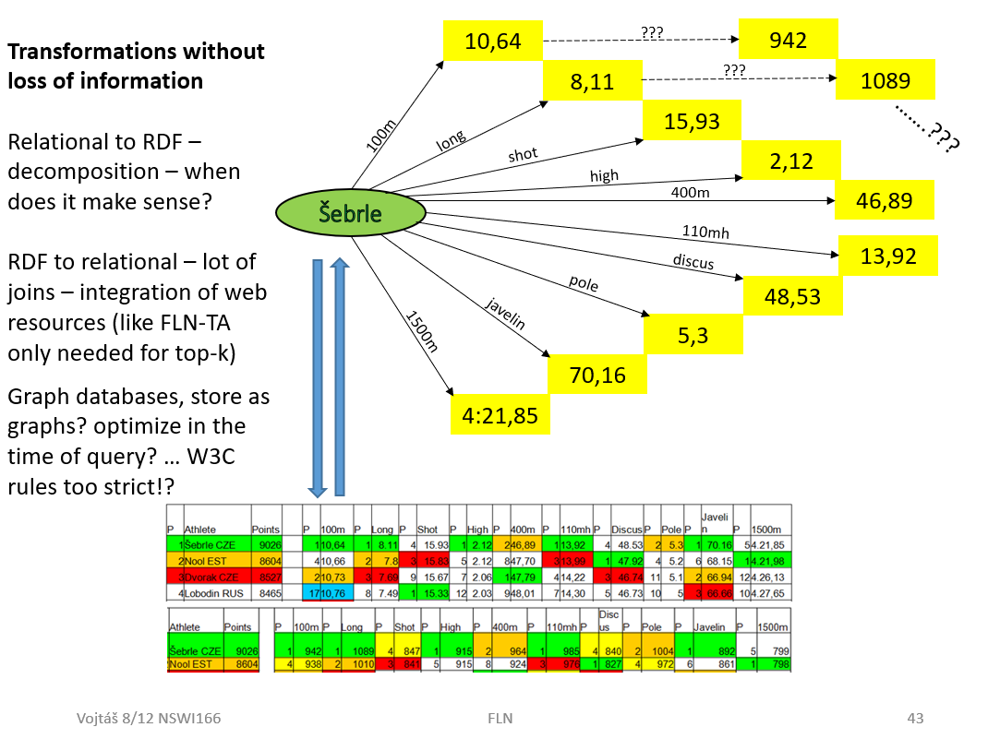 Transformations without
loss of information
Relational to RDF –
decomposition – when
does it make sense?
RDF to relational – lot of
joins – integration of web
resources (like FLN-TA
only needed for top-k)
Graph databases, store as
graphs? optimize in the
time of query? … W3C
rules too strict!?
Šebrle
100m
long
shot
high
400m
110mh
discus
pole
javelin
1500m
10,64
???
942
8,11
???
1089
.......???
15,93
2,12
46,89
13,92
48,53
5,3
70,16
4:21,85
P Athlete Points P 100m P Long P Shot P High P 400m P 110mh P Discus P Pole P Javelin P 1500m
1 Šebrle CZE 9026 1 10,64 1 8.11 4 15.93 1 2.12 2 46,89 1 13,92 4 48.53 2 5.3 1 70.16 5 4.21,85
2 Nool EST 8604 4 10,66 2 7.8 3 15.83 5 2.12 8 47,70 3 13,99 1 47.92 4 5.2 6 68.15 1 4.21,98
3 Dvorak CZE 8527 2 10,73 3 7.69 9 15.67 7 2.06 1 47,79 4 14,22 3 46.74 11 5.1 2 66.94 12 4.26,13
4 Lobodin RUS 8465 17 10,76 8 7.49 1 15.33 12 2.03 9 48,01 7 14,30 5 46.73 10 5 3 66.66 10 4.27,65
Athlete Points P 100m P Long P Shot P High P 400m P 110mh P Discus P Pole P Javelin P 1500m
Šebrle CZE 9026 1 942 1 1089 4 847 1 915 2 964 1 985 4 840 2 1004 1 892 5 799
Nool EST 8604 4 938 2 1010 3 841 5 915 8 924 3 976 1 827 4 972 6 861 1 798
Vojtáš 8/12 NSWI166
FLN
43